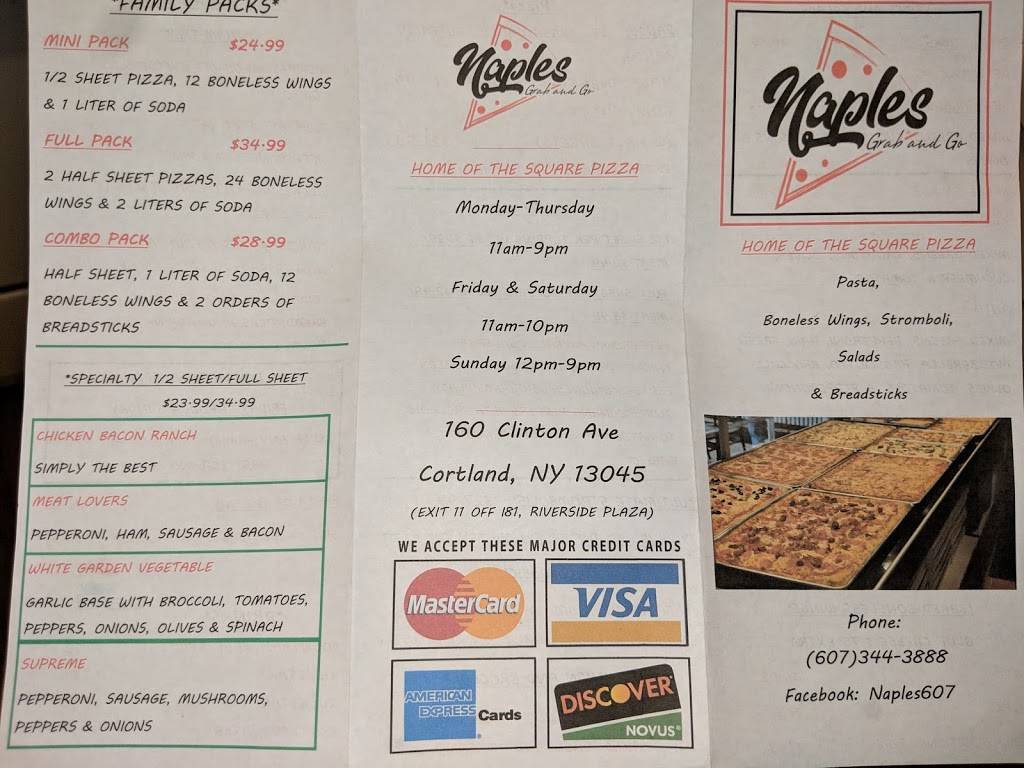 *FAMILY PACKS*
MINI PACK $24.99
1/2 SHEET PIZZA, 12 BONELESS WINGS
& 1 LITER OF SODA
FULL PACK $34.99
2 HALF SHEET PIZZAS, 24 BONELESS
WINGS & 2 LITERS OF SODA
COMBO PACK $28.99
HALF SHEET, 1 LITER OF SODA, 12
BONELESS WINGS & 2 ORDERS OF
BREADSTICKS
*SPECIALTY 1/2 SHEET/FULL SHEET
$23.99/34.99
CHICKEN BACON RANCH
SIMPLY THE BEST
MEAT LOVERS
PEPPERONI, HAM, SAUSAGE & BACON
WHITE GARDEN VEGETABLE
GARLIC BASE WITH BROCCOLI, TOMATOES,
PEPPERS, ONIONS, OLIVES & SPINACH
SUPREME
PEPPERONI, SAUSAGE, MUSHROOMS,
PEPPERS & ONIONS
Naples
Grab and Go
HOME OF THE SQUARE PIZZA
Monday-Thursday
11am-9pm
Friday & Saturday
11am-10pm
Sunday 12pm-9pm
160 Clinton Ave
Cortland, NY 13045
(EXIT 11 OFF I81, RIVERSIDE PLAZA)
WE ACCEPT THESE MAJOR CREDIT CARDS
MasterCard
VISA
AMERICAN
EXPRESS Cards
DISCOVER
NOVUS
Naples
Grab and Go
HOME OF THE SQUARE PIZZA
Pasta,
Boneless Wings, Stromboli,
Salads
& Breadsticks
Phone:
(607)344-3888
Facebook: Naples607